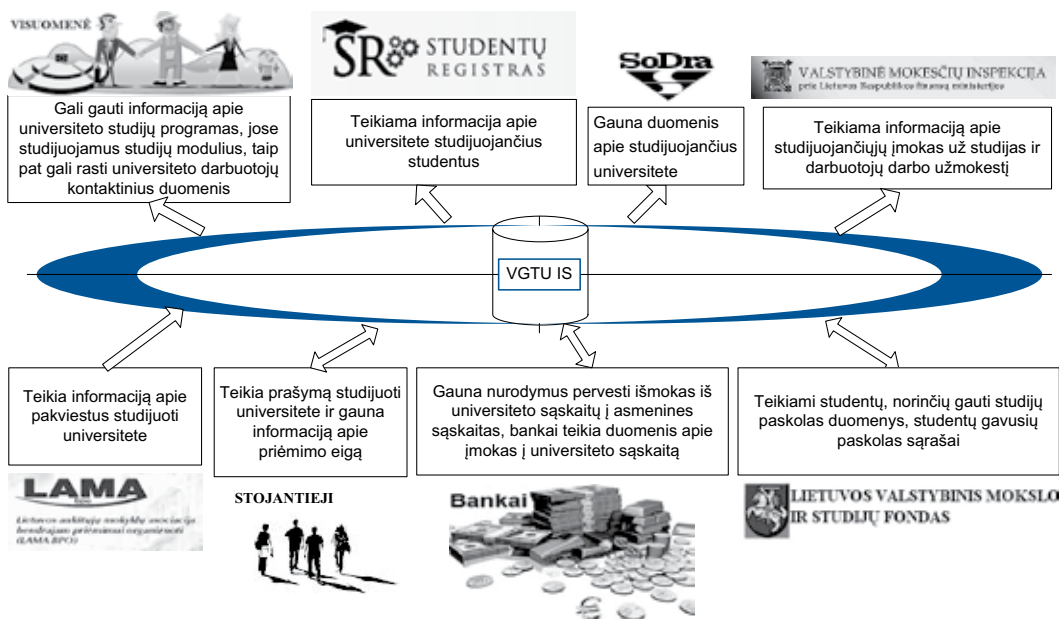 VISUOMENĖ
SR STUDENTŲ
REGISTRAS
SoDra
VALSTYBINĖ MOKESČIŲ INSPEKCIJA
prie Lietuvos Respublikos finansų ministerijos
Gali gauti informaciją apie
universiteto studijų programas, jose
studijuojamus studijų modulius, taip
pat gali rasti universiteto darbuotojų
kontaktinius duomenis
Teikiama informacija apie
universitete studijuojančius
studentus
Gauna duomenis
apie studijuojančius
universitete
Teikiama informaciją apie
studijuojančiųjų įmokas už studijas ir
darbuotojų darbo užmokestį
VGTU IS
Teikia informaciją apie
pakviestus studijuoti
universitete
Teikia prašymą studijuoti
universitete ir gauna
informaciją apie
priėmimo eigą
Gauna nurodymus pervesti išmokas iš
universiteto sąskaitų į asmenines
sąskaitas, bankai teikia duomenis apie
įmokas į universiteto sąskaitą
Teikiami studentų, norinčių gauti studijų
paskolas duomenys, studentų gavusių
paskolas sąrašai
LAMA
Lietuvos aukštųjų mokyklų asociacija
bendrajam priėmimui organizuoti
(LAMA BPO)
STOJANTIEJI
Bankai
LIETUVOS VALSTYBINIS MOKSLO
IR STUDIJŲ FONDAS